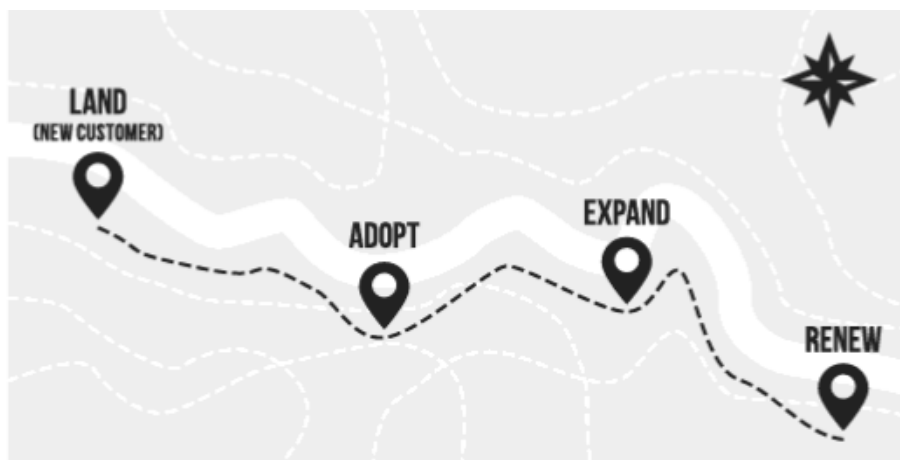 LAND
(NEW CUSTOMER)
ADOPT
EXPAND
RENEW